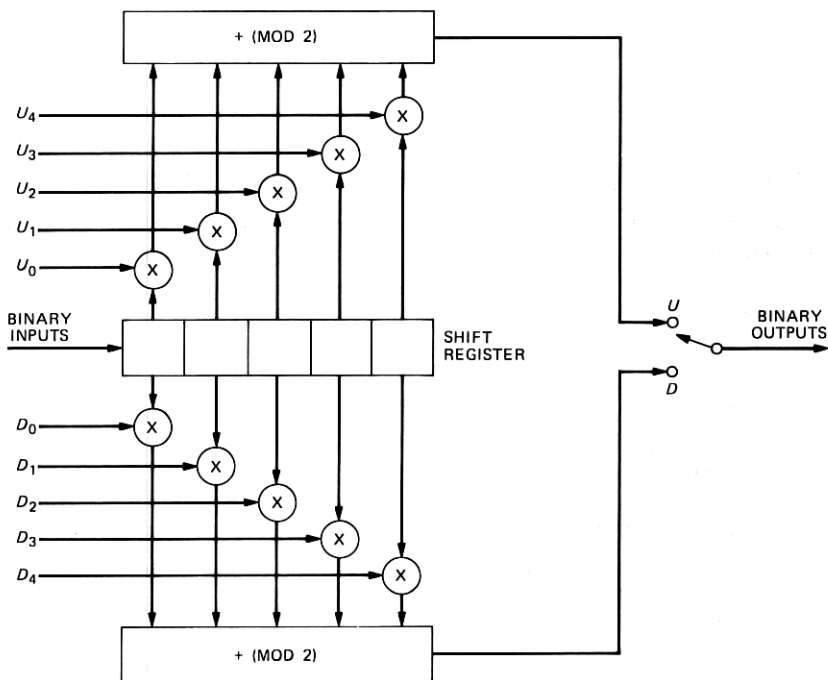 + (MOD 2)
U4
U3
U2
U1
U0
X
X
X
X
X
BINARY
INPUTS
SHIFT
REGISTER
U
BINARY
OUTPUTS
D
D0
D1
D2
D3
D4
X
X
X
X
X
+ (MOD 2)